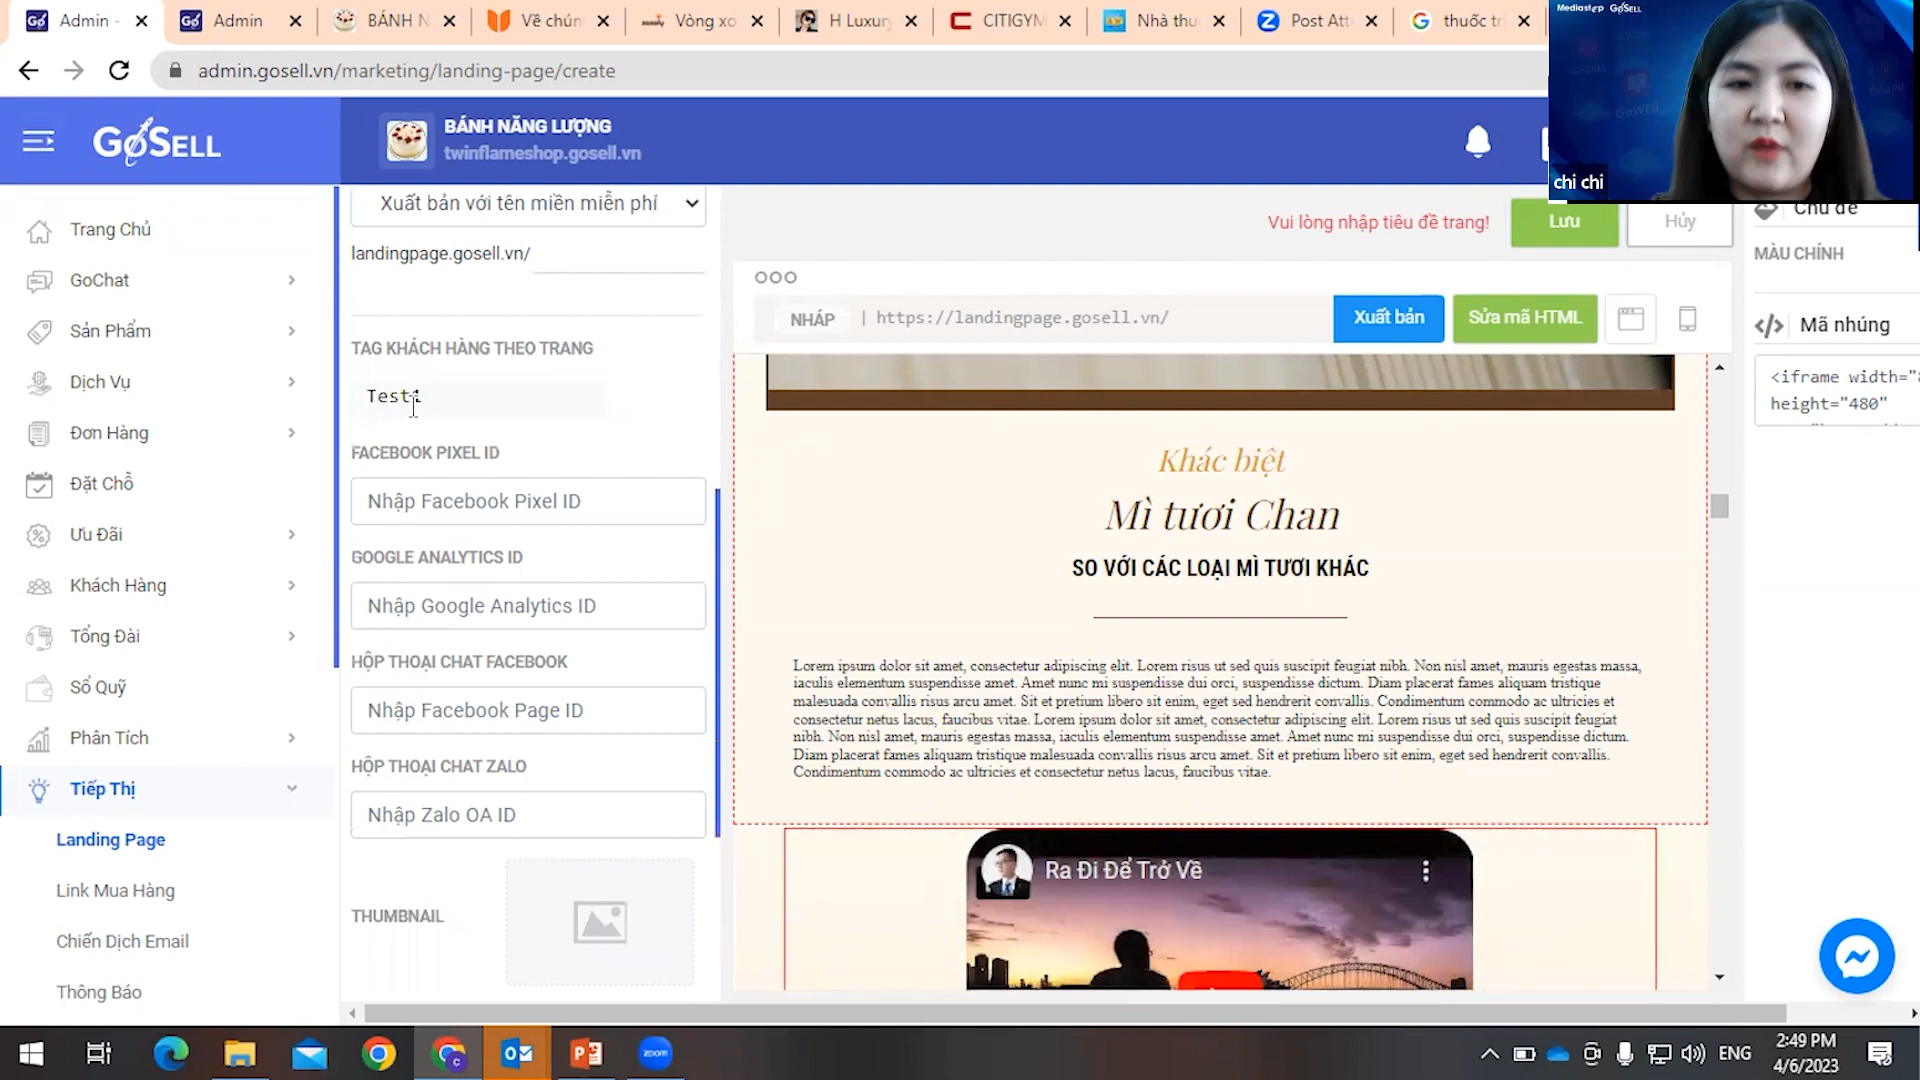 Admin -
Admin
BÁNH N
Về chún
Vòng xo
H Luxur
CITIGYM
Nhà thu
Post Att
thuốc tr
admin.gosell.vn/marketing/landing-page/create
Mediastep GoSELL
chi chi
GoSELL
BÁNH NĂNG LƯỢNG
twinflameshop.gosell.vn
Trang Chủ
GoChat
Sản Phẩm
Dịch Vụ
Đơn Hàng
Đặt Chỗ
Ưu Đãi
Khách Hàng
Tổng Đài
Sổ Quỹ
Phân Tích
Tiếp Thị
Landing Page
Link Mua Hàng
Chiến Dịch Email
Thông Báo
Xuất bản với tên miền miễn phí
landingpage.gosell.vn/
TAG KHÁCH HÀNG THEO TRANG
Test1
FACEBOOK PIXEL ID
Nhập Facebook Pixel ID
GOOGLE ANALYTICS ID
Nhập Google Analytics ID
HỘP THOẠI CHAT FACEBOOK
Nhập Facebook Page ID
HỘP THOẠI CHAT ZALO
Nhập Zalo OA ID
THUMBNAIL
Vui lòng nhập tiêu đề trang!
Lưu
Hủy
NHÁP
| https://landingpage.gosell.vn/
Xuất bản
Sửa mã HTML
Khác biệt
Mì tươi Chan
SO VỚI CÁC LOẠI MÌ TƯƠI KHÁC
Lorem ipsum dolor sit amet, consectetur adipiscing elit. Lorem risus ut sed quis suscipit feugiat nibh. Non nisl amet, mauris egestas massa,
iaculis elementum suspendisse amet. Amet nunc mi suspendisse dui orci, suspendisse dictum. Diam placerat fames aliquam tristique
malesuada convallis risus arcu amet. Sit et pretium libero sit enim, eget sed hendrerit convallis. Condimentum commodo ac ultricies et
consectetur netus lacus, faucibus vitae. Lorem ipsum dolor sit amet, consectetur adipiscing elit. Lorem risus ut sed quis suscipit feugiat
nibh. Non nisl amet, mauris egestas massa, iaculis elementum suspendisse amet. Amet nunc mi suspendisse dui orci, suspendisse dictum.
Diam placerat fames aliquam tristique malesuada convallis risus arcu amet. Sit et pretium libero sit enim, eget sed hendrerit convallis.
Condimentum commodo ac ultricies et consectetur netus lacus, faucibus vitae.
Ra Đi Để Trở Về
Chủ đề
MÀU CHÍNH
Mã nhúng
<iframe width="8
height="480"
zoom
ENG
2:49 PM
4/6/2023